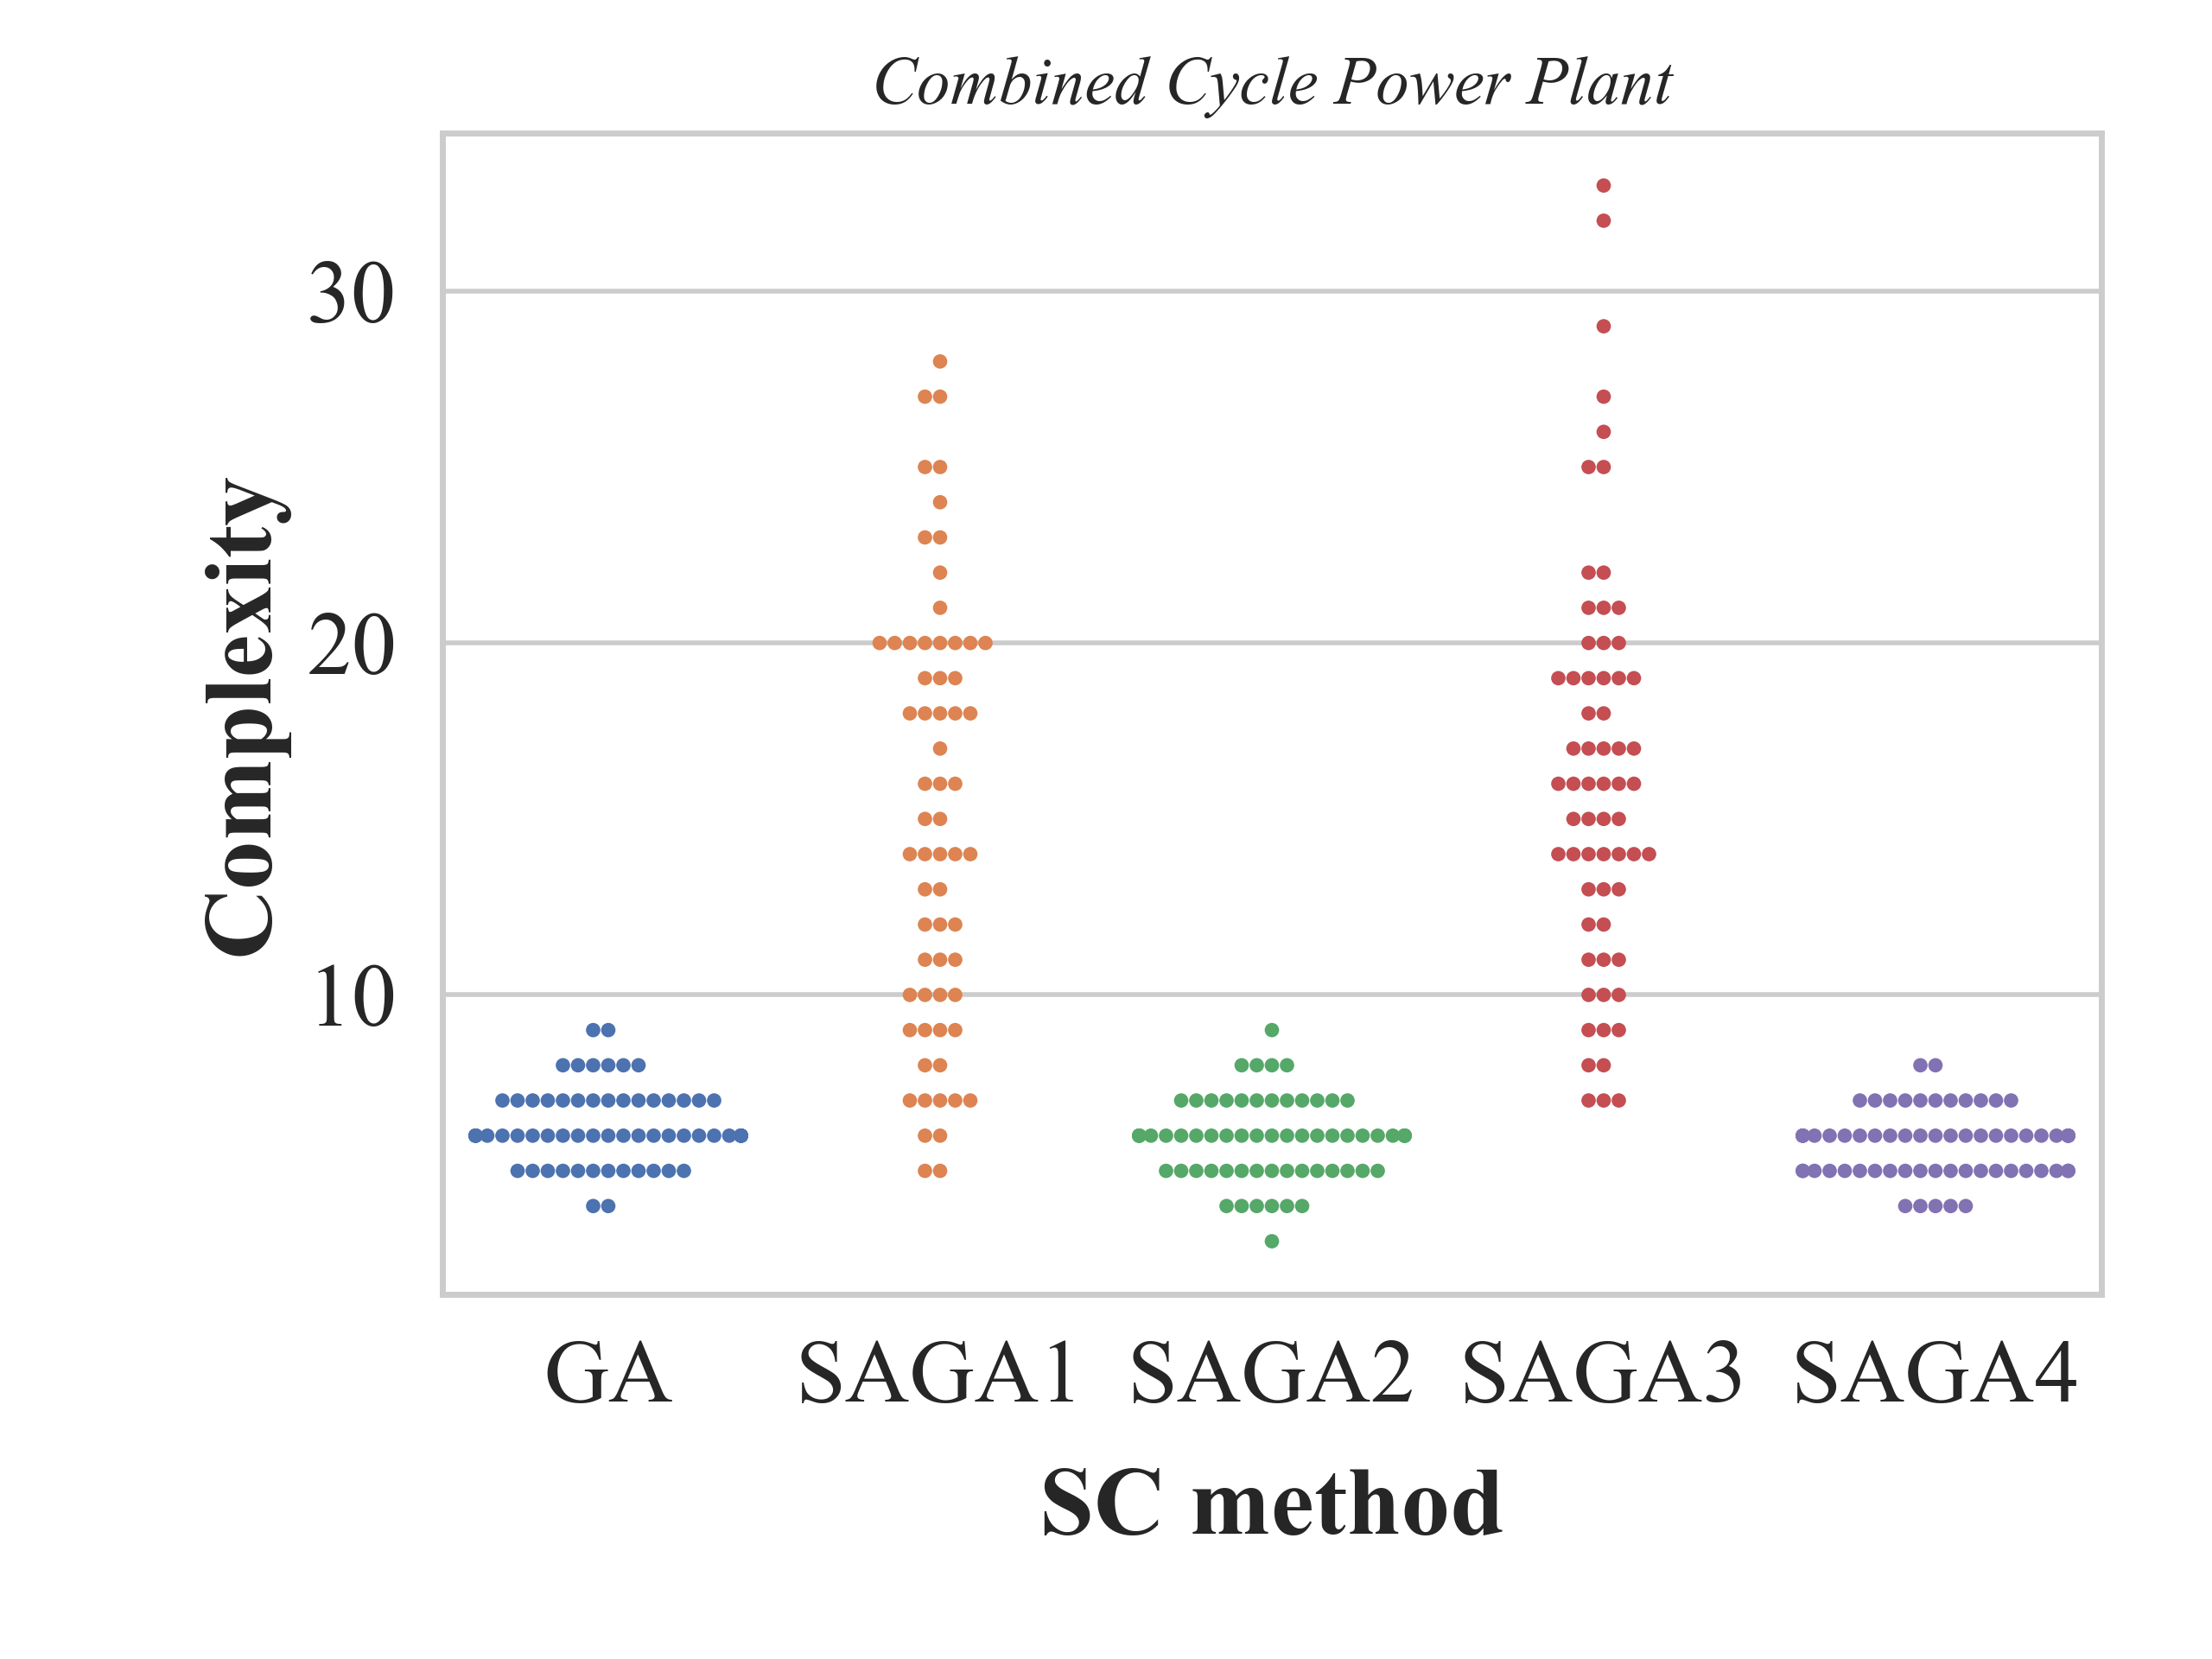 Combined Cycle Power Plant
Complexity
30
20
10
GA SAGA1 SAGA2 SAGA3 SAGA4
SC method